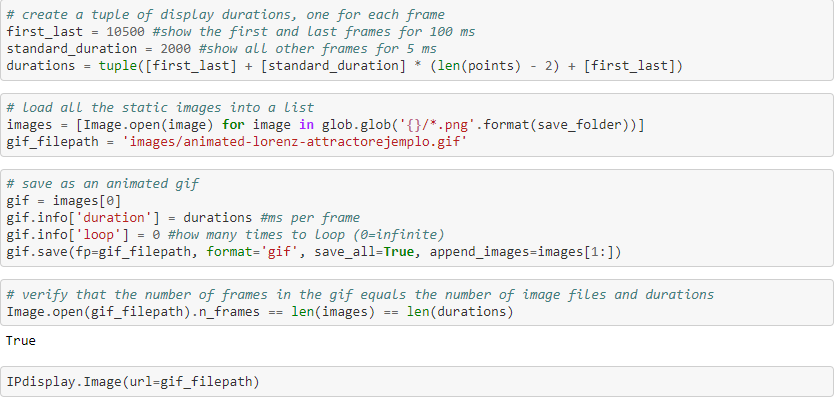 # create a tuple of display durations, one for each frame
first_last = 10500 #show the first and last frames for 100 ms
standard_duration = 2000 #show all other frames for 5 ms
durations = tuple([first_last] + [standard_duration] * (len(points) - 2) + [first_last])
# load all the static images into a list
images = [Image.open(image) for image in glob.glob('{}/*.png'.format(save_folder))]
gif_filepath = 'images/animated-lorenz-attractorejemplo.gif'
# save as an animated gif
gif = images[0]
gif.info['duration'] = durations #ms per frame
gif.info['loop'] = 0 #how many times to loop (0=infinite)
gif.save(fp=gif_filepath, format='gif', save_all=True, append_images=images[1:])
# verify that the number of frames in the gif equals the number of image files and durations
Image.open(gif_filepath).n_frames == len(images) == len(durations)
True
IPdisplay.Image(url=gif_filepath)